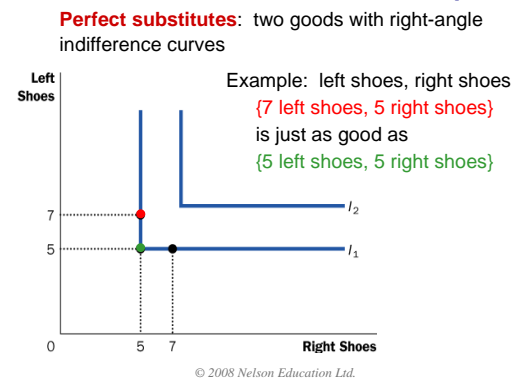 Perfect substitutes: two goods with right-angle
indifference curves
Left
Shoes
Example: left shoes, right shoes
{7 left shoes, 5 right shoes}
is just as good as
{5 left shoes, 5 right shoes}
I2
7
5
I1
0
5
7
Right Shoes
© 2008 Nelson Education Ltd.